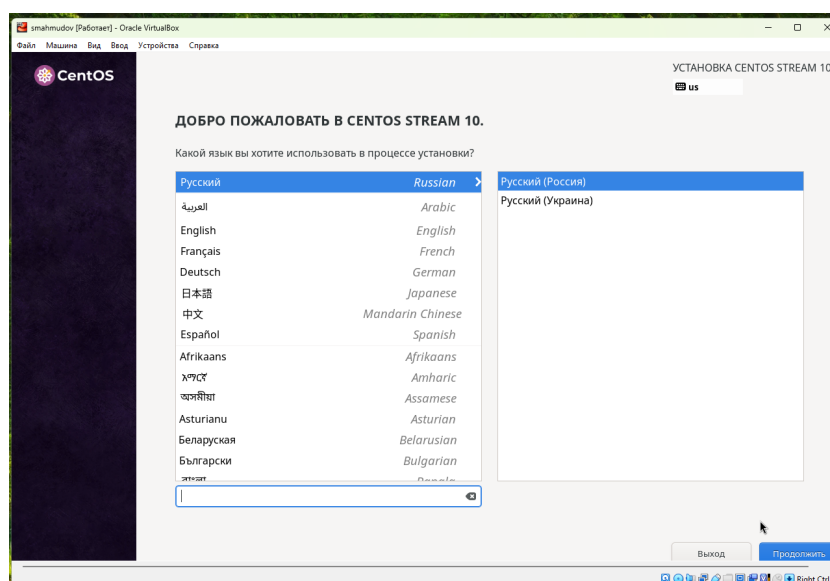 smahmudov [Работает] - Oracle VirtualBox
Файл Машина Вид Ввод Устройства Справка
CentOS
УСТАНОВКА CENTOS STREAM 10
us
ДОБРО ПОЖАЛОВАТЬ В CENTOS STREAM 10.
Какой язык вы хотите использовать в процессе установки?
Русский Russian
العربية Arabic
English English
Français French
Deutsch German
日本語 Japanese
中文 Mandarin Chinese
Español Spanish
Afrikaans Afrikaans
አማርኛ Amharic
অসমীয়া Assamese
Asturianu Asturian
Беларуская Belarusian
Български Bulgarian
Русский (Россия)
Русский (Украина)
Выход
Продолжить
Right Ctrl